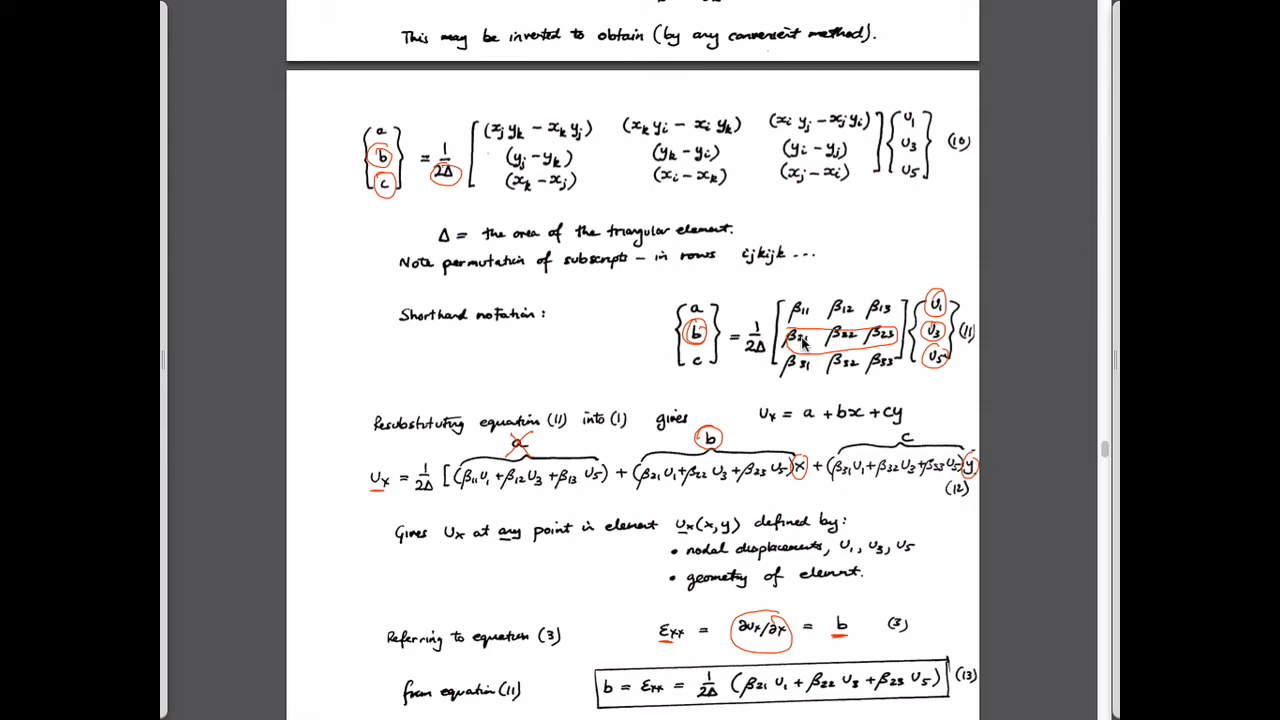 This may be inverted to obtain (by any convenient method).
{a b c} = 1/2Δ [(xj yk − xk yj) (xk yi − xi yk) (xi yj − xj yi)] {U1 U3 U5} (10)
(yj − yk) (yk − yi) (yi − yj)
(xk − xj) (xi − xk) (xj − xi)
Δ = the area of the triangular element.
Note permutation of subscripts – in rows ijkijk ...
Shorthand notation: {a b c} = 1/2Δ [β11 β12 β13] {U1 U3 U5} (11)
β21 β22 β23
β31 β32 β33
Resubstituting equation (11) into (1) gives Ux = a + bx + cy
a b c
Ux = 1/2Δ [(β11 U1 + β12 U3 + β13 U5) + (β21 U1 + β22 U3 + β23 U5)x + (β31 U1 + β32 U3 + β33 U5)y
(12)
Gives Ux at any point in element Ux(x,y) defined by:
• nodal displacements, U1, U3, U5
• geometry of element.
Referring to equation (3) εxx = ∂Ux/∂x = b (3)
from equation (11) b = εxx = 1/2Δ (β21 U1 + β22 U3 + β23 U5) (13)